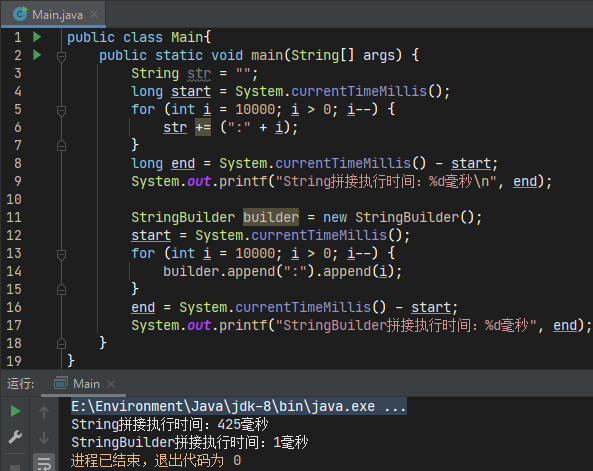 Main.java
1 public class Main{
2 public static void main(String[] args) {
3 String str = "";
4 long start = System.currentTimeMillis();
5 for (int i = 10000; i > 0; i--) {
6 str += (":" + i);
7 }
8 long end = System.currentTimeMillis() - start;
9 System.out.printf("String拼接执行时间：%d毫秒\n", end);
10
11 StringBuilder builder = new StringBuilder();
12 start = System.currentTimeMillis();
13 for (int i = 10000; i > 0; i--) {
14 builder.append(":").append(i);
15 }
16 end = System.currentTimeMillis() - start;
17 System.out.printf("StringBuilder拼接执行时间：%d毫秒", end);
18 }
19 }
运行: Main
E:\Environment\Java\jdk-8\bin\java.exe ...
String拼接执行时间：425毫秒
StringBuilder拼接执行时间：1毫秒
进程已结束，退出代码为 0